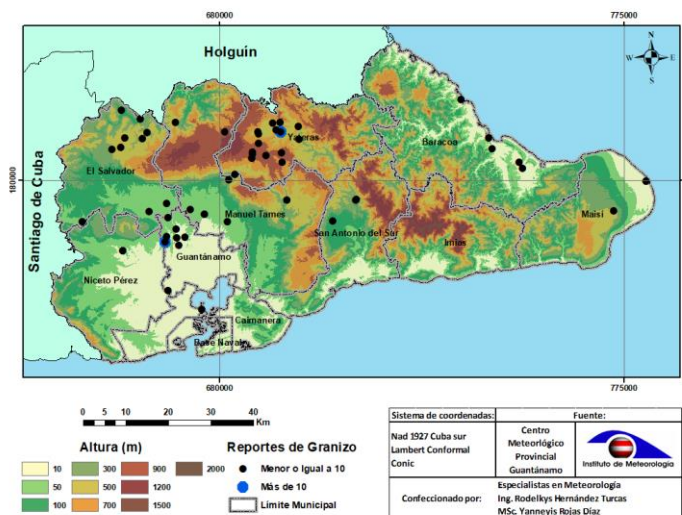 680000
775000
Holguin
N
W
E
S
Yateras
Baracoa
180000
180000
El Salvador
Maisí
Manuel Tames
San Antonio del Sur
Santiago de Cuba
Imías
Guantánamo
Niceto Pérez
Caimanera
Base Naval
680000
775000
0 5 10 20 30 40
Km
Altura (m)
10 300 900 2000
50 500 1200
100 700 1500
Reportes de Granizo
Menor o Igual a 10
Más de 10
Límite Municipal
Sistema de coordenadas:
Fuente:
Nad 1927 Cuba sur
Lambert Conformal
Conic
Centro
Meteorológico
Provincial
Guantánamo
Instituto de Meteorología
Confeccionado por:
Especialistas en Meteorología
Ing. Rodelkys Hernández Turcas
MSc. Yanneyis Rojas Díaz